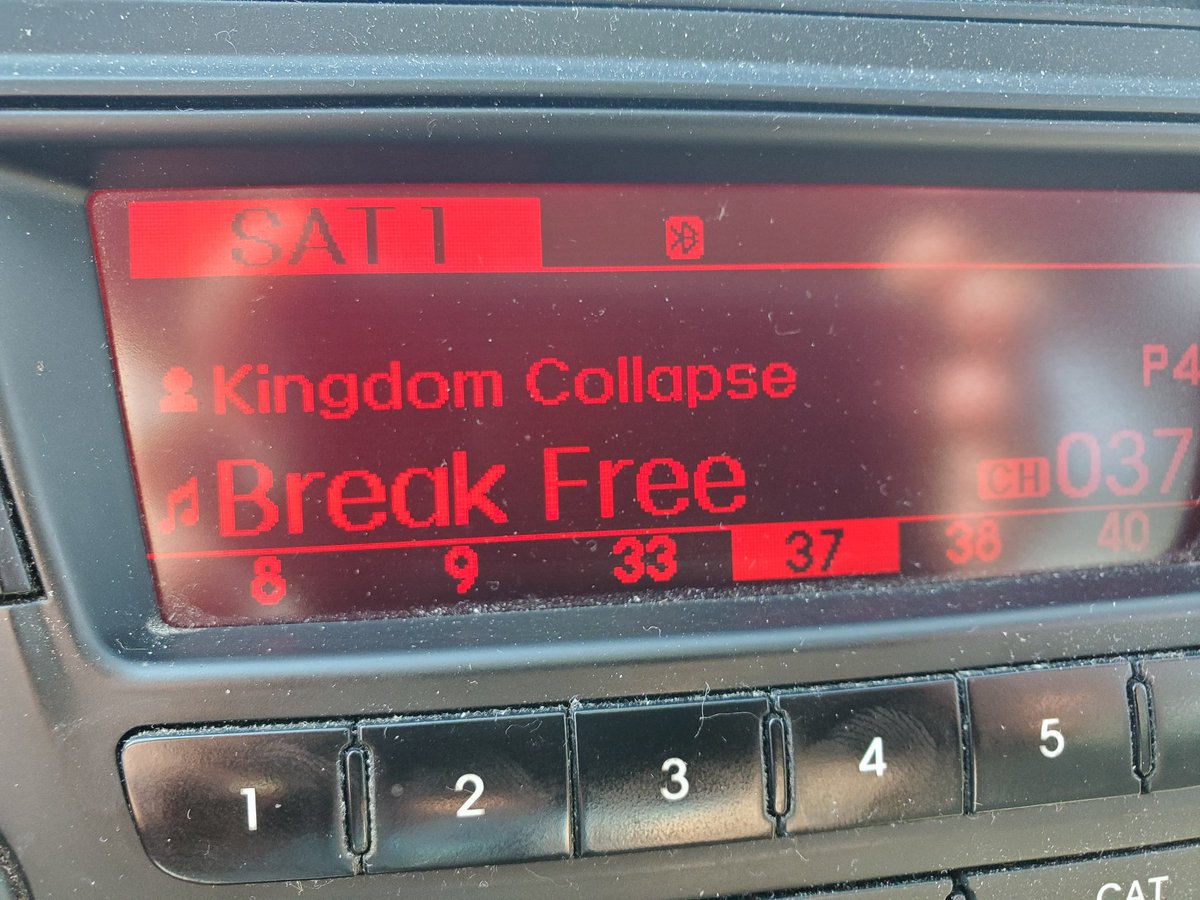 SAT 1
Kingdom Collapse P4
Break Free CH 037
8 9 33 37 38 40
1 2 3 4 5
CAT